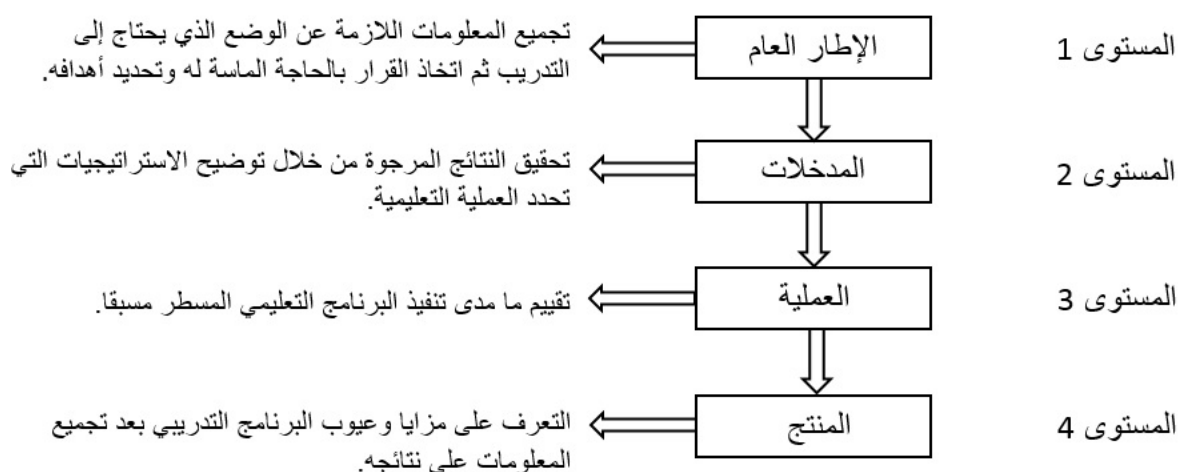 المستوى 1
الإطار العام
تجميع المعلومات اللازمة عن الوضع الذي يحتاج إلى
التدريب ثم اتخاذ القرار بالحاجة الماسة له وتحديد أهدافه.
المستوى 2
المدخلات
تحقيق النتائج المرجوة من خلال توضيح الاستراتيجيات التي
تحدد العملية التعليمية.
المستوى 3
العملية
تقييم ما مدى تنفيذ البرنامج التعليمي المسطر مسبقا.
المستوى 4
المنتج
التعرف على مزايا وعيوب البرنامج التدريبي بعد تجميع
المعلومات على نتائجه.